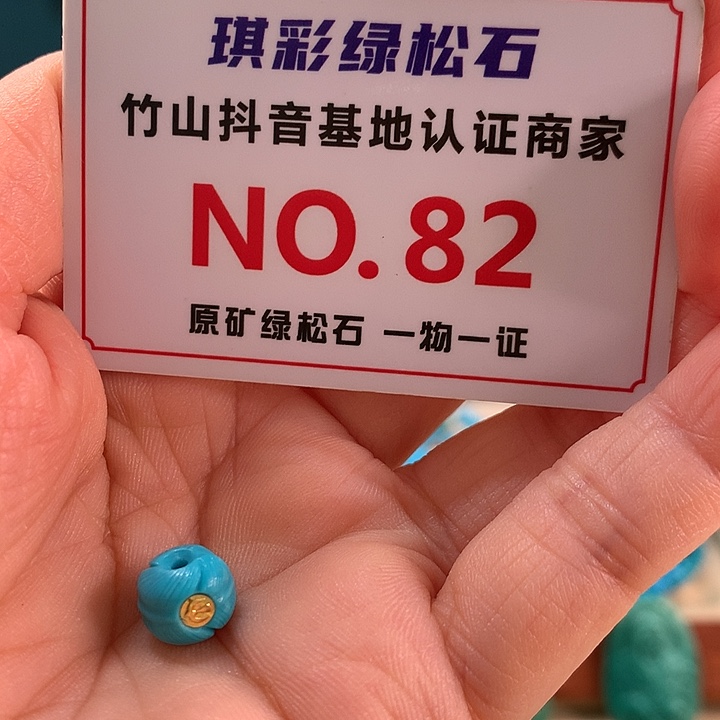 琪彩绿松石
竹山抖音基地认证商家
NO.82
原矿绿松石 一物一证